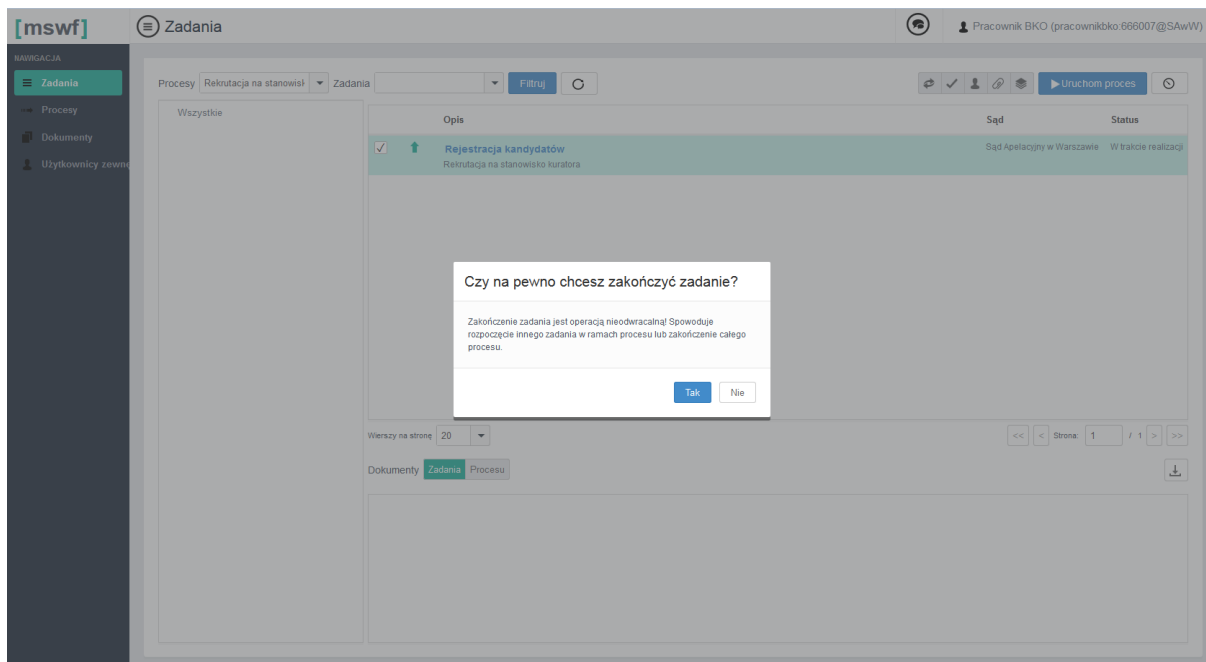 [mswf]
Zadania
Pracownik BKO (pracownikbko:666007@SAwW)
NAWIGACJA
Zadania
Procesy
Dokumenty
Użytkownicy zewnę
Procesy Rekrutacja na stanowisk Zadania Filtruj Uruchom proces
Wszystkie
Opis Sąd Status
Rejestracja kandydatów Sąd Apelacyjny w Warszawie W trakcie realizacji
Rekrutacja na stanowisko kuratora
Czy na pewno chcesz zakończyć zadanie?
Zakończenie zadania jest operacją nieodwracalną! Spowoduje
rozpoczęcie innego zadania w ramach procesu lub zakończenie całego
procesu.
Tak Nie
Wierszy na stronę 20 << < Strona: 1 / 1 > >>
Dokumenty Zadania Procesu